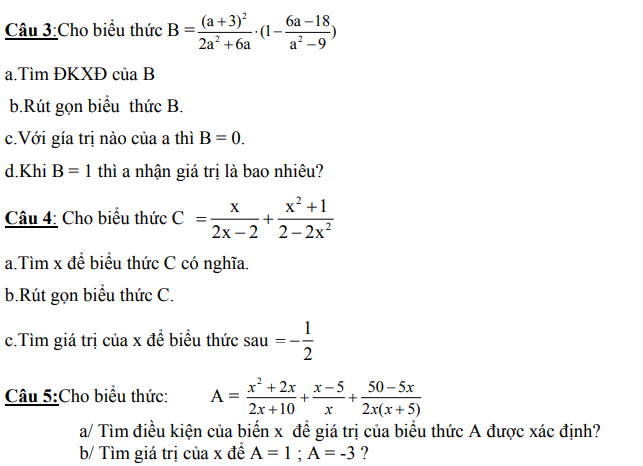 Câu 3:Cho biểu thức B = (a+3)²/(2a²+6a)·(1−(6a−18)/(a²−9))
a.Tìm ĐKXĐ của B
b.Rút gọn biểu thức B.
c.Với gía trị nào của a thì B = 0.
d.Khi B = 1 thì a nhận giá trị là bao nhiêu?
Câu 4: Cho biểu thức C = x/(2x−2) + (x²+1)/(2−2x²)
a.Tìm x để biểu thức C có nghĩa.
b.Rút gọn biểu thức C.
c.Tìm giá trị của x để biểu thức sau = −1/2
Câu 5:Cho biểu thức: A = (x²+2x)/(2x+10) + (x−5)/x + (50−5x)/(2x(x+5))
a/ Tìm điều kiện của biến x để giá trị của biểu thức A được xác định?
b/ Tìm giá trị của x để A = 1 ; A = -3 ?